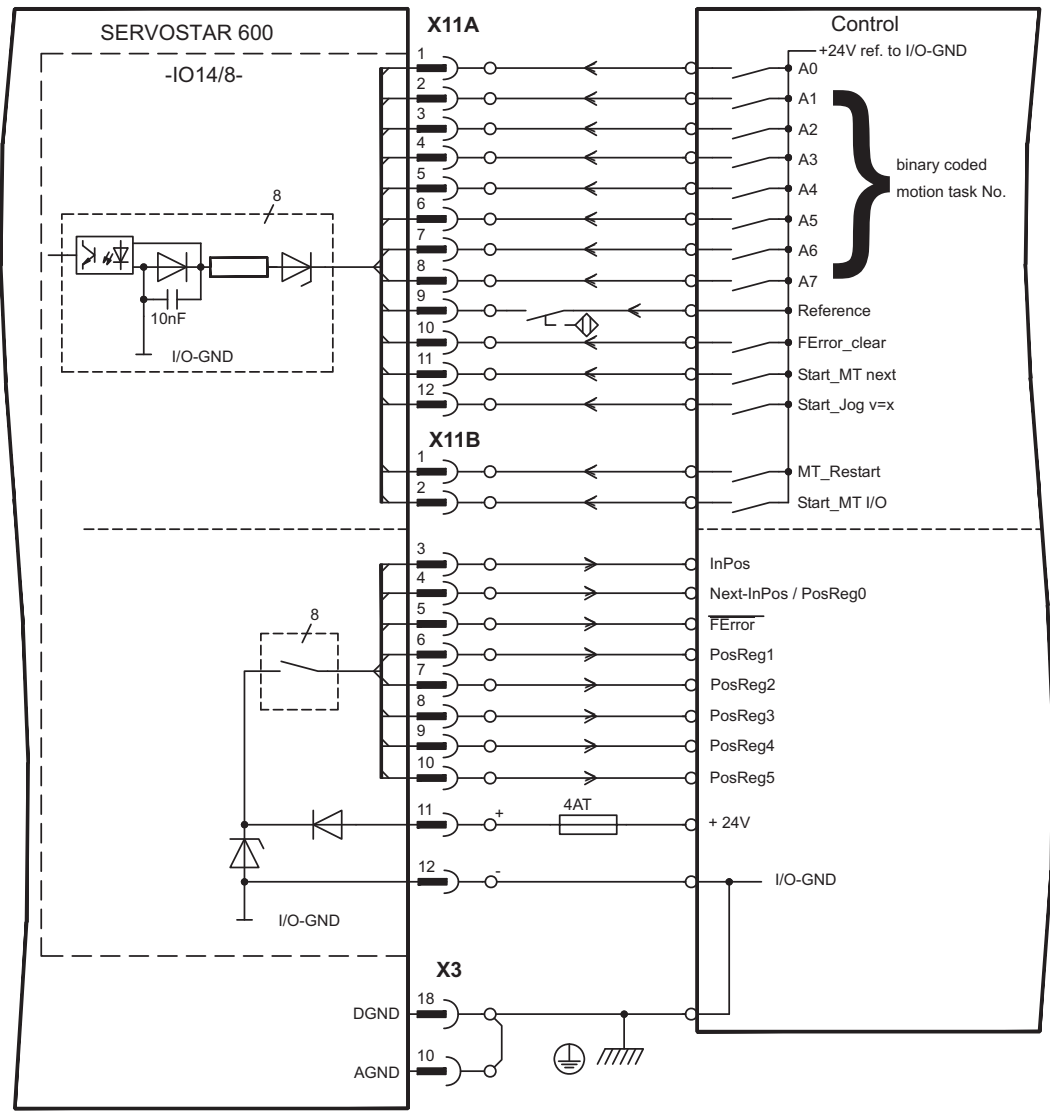 SERVOSTAR 600
-IO14/8-
8
10nF
I/O-GND
X11A
1
2
3
4
5
6
7
8
9
10
11
12
Control
+24V ref. to I/O-GND
A0
A1
A2
A3
A4
A5
A6
A7
binary coded
motion task No.
Reference
FError_clear
Start_MT next
Start_Jog v=x
X11B
1
2
MT_Restart
Start_MT I/O
8
3
4
5
6
7
8
9
10
11
12
InPos
Next-InPos / PosReg0
FError
PosReg1
PosReg2
PosReg3
PosReg4
PosReg5
+
4AT
+ 24V
-
I/O-GND
I/O-GND
X3
DGND
18
AGND
10